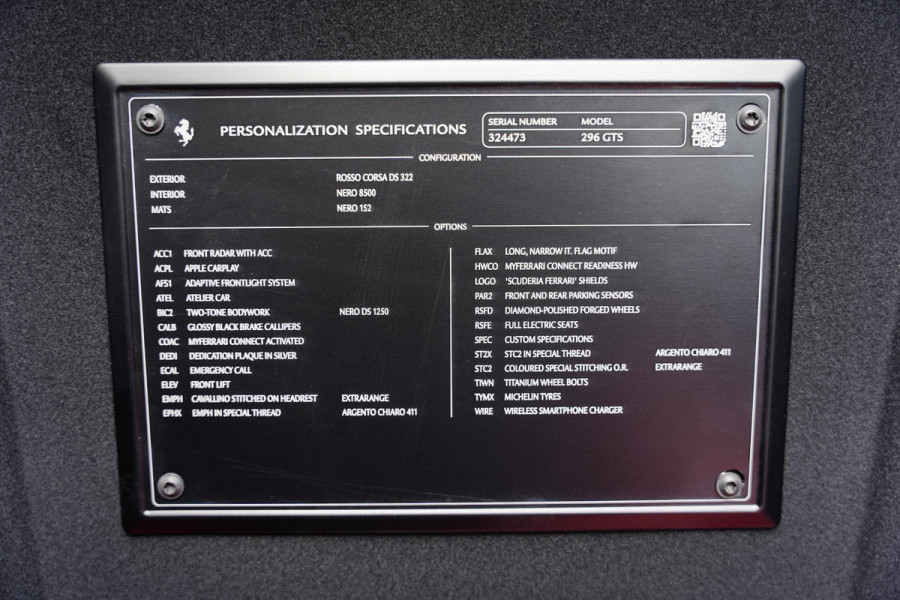 PERSONALIZATION SPECIFICATIONS
SERIAL NUMBER MODEL
324473 296 GTS
CONFIGURATION
EXTERIOR ROSSO CORSA DS 322
INTERIOR NERO 8500
MATS NERO 152
OPTIONS
ACC1 FRONT RADAR WITH ACC
ACPL APPLE CARPLAY
AFS1 ADAPTIVE FRONTLIGHT SYSTEM
ATEL ATELIER CAR
BIC2 TWO-TONE BODYWORK NERO DS 1250
CALB GLOSSY BLACK BRAKE CALLIPERS
COAC MYFERRARI CONNECT ACTIVATED
DEDI DEDICATION PLAQUE IN SILVER
ECAL EMERGENCY CALL
ELEV FRONT LIFT
EMPH CAVALLINO STITCHED ON HEADREST EXTRARANGE
EPHX EMPH IN SPECIAL THREAD ARGENTO CHIARO 411
FLAX LONG, NARROW IT. FLAG MOTIF
HWCO MYFERRARI CONNECT READINESS HW
LOGO 'SCUDERIA FERRARI' SHIELDS
PAR2 FRONT AND REAR PARKING SENSORS
RSFD DIAMOND-POLISHED FORGED WHEELS
RSFE FULL ELECTRIC SEATS
SPEC CUSTOM SPECIFICATIONS
ST2X STC2 IN SPECIAL THREAD ARGENTO CHIARO 411
STC2 COLOURED SPECIAL STITCHING O.R. EXTRARANGE
TIWN TITANIUM WHEEL BOLTS
TYMX MICHELIN TYRES
WIRE WIRELESS SMARTPHONE CHARGER